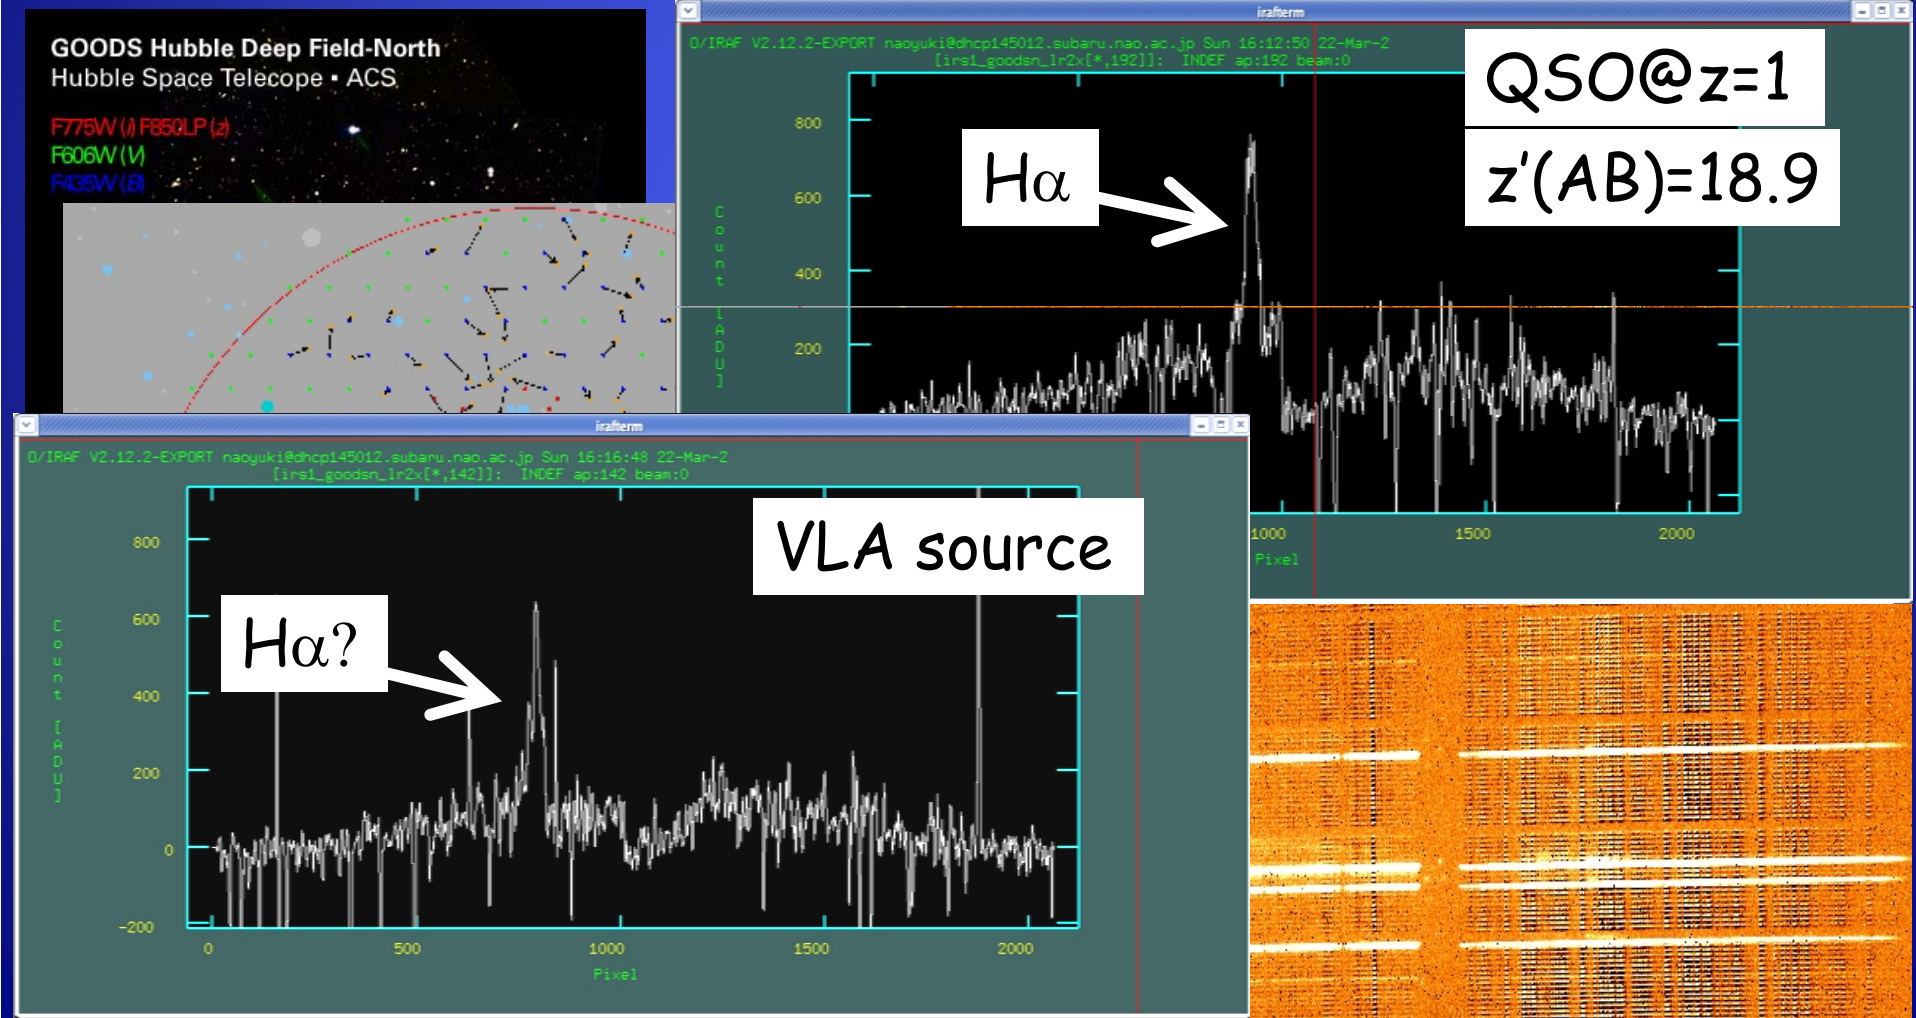 GOODS Hubble Deep Field-North
Hubble Space Telecope • ACS
F775W (i) F850LP (z)
F606W (V)
F435W (B)
irafterm
0/IRAF V2.12.2-EXPORT naoyuki@dhcp145012.subaru.nao.ac.jp Sun 16:12:50 22-Mar-2
[irs1_goodsn_lr2x[*,192]]: INDEF ap:192 beam:0
QSO@z=1
z'(AB)=18.9
Hα
800
600
400
200
Count [ADU]
1000
1500
2000
Pixel
irafterm
0/IRAF V2.12.2-EXPORT naoyuki@dhcp145012.subaru.nao.ac.jp Sun 16:16:48 22-Mar-2
[irs1_goodsn_lr2x[*,142]]: INDEF ap:142 beam:0
VLA source
Hα?
800
600
400
200
0
-200
Count [ADU]
0
500
1000
1500
2000
Pixel